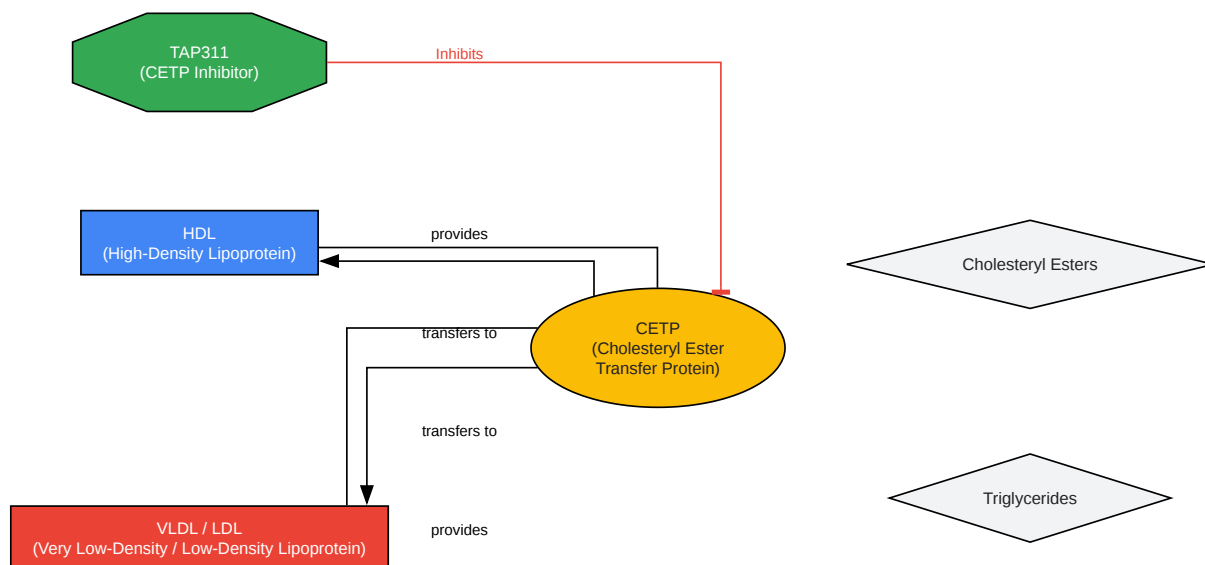 TAP311
(CETP Inhibitor)
Inhibits
HDL
(High-Density Lipoprotein)
provides
Cholesteryl Esters
transfers to
CETP
(Cholesteryl Ester
Transfer Protein)
transfers to
Triglycerides
VLDL / LDL
(Very Low-Density / Low-Density Lipoprotein)
provides